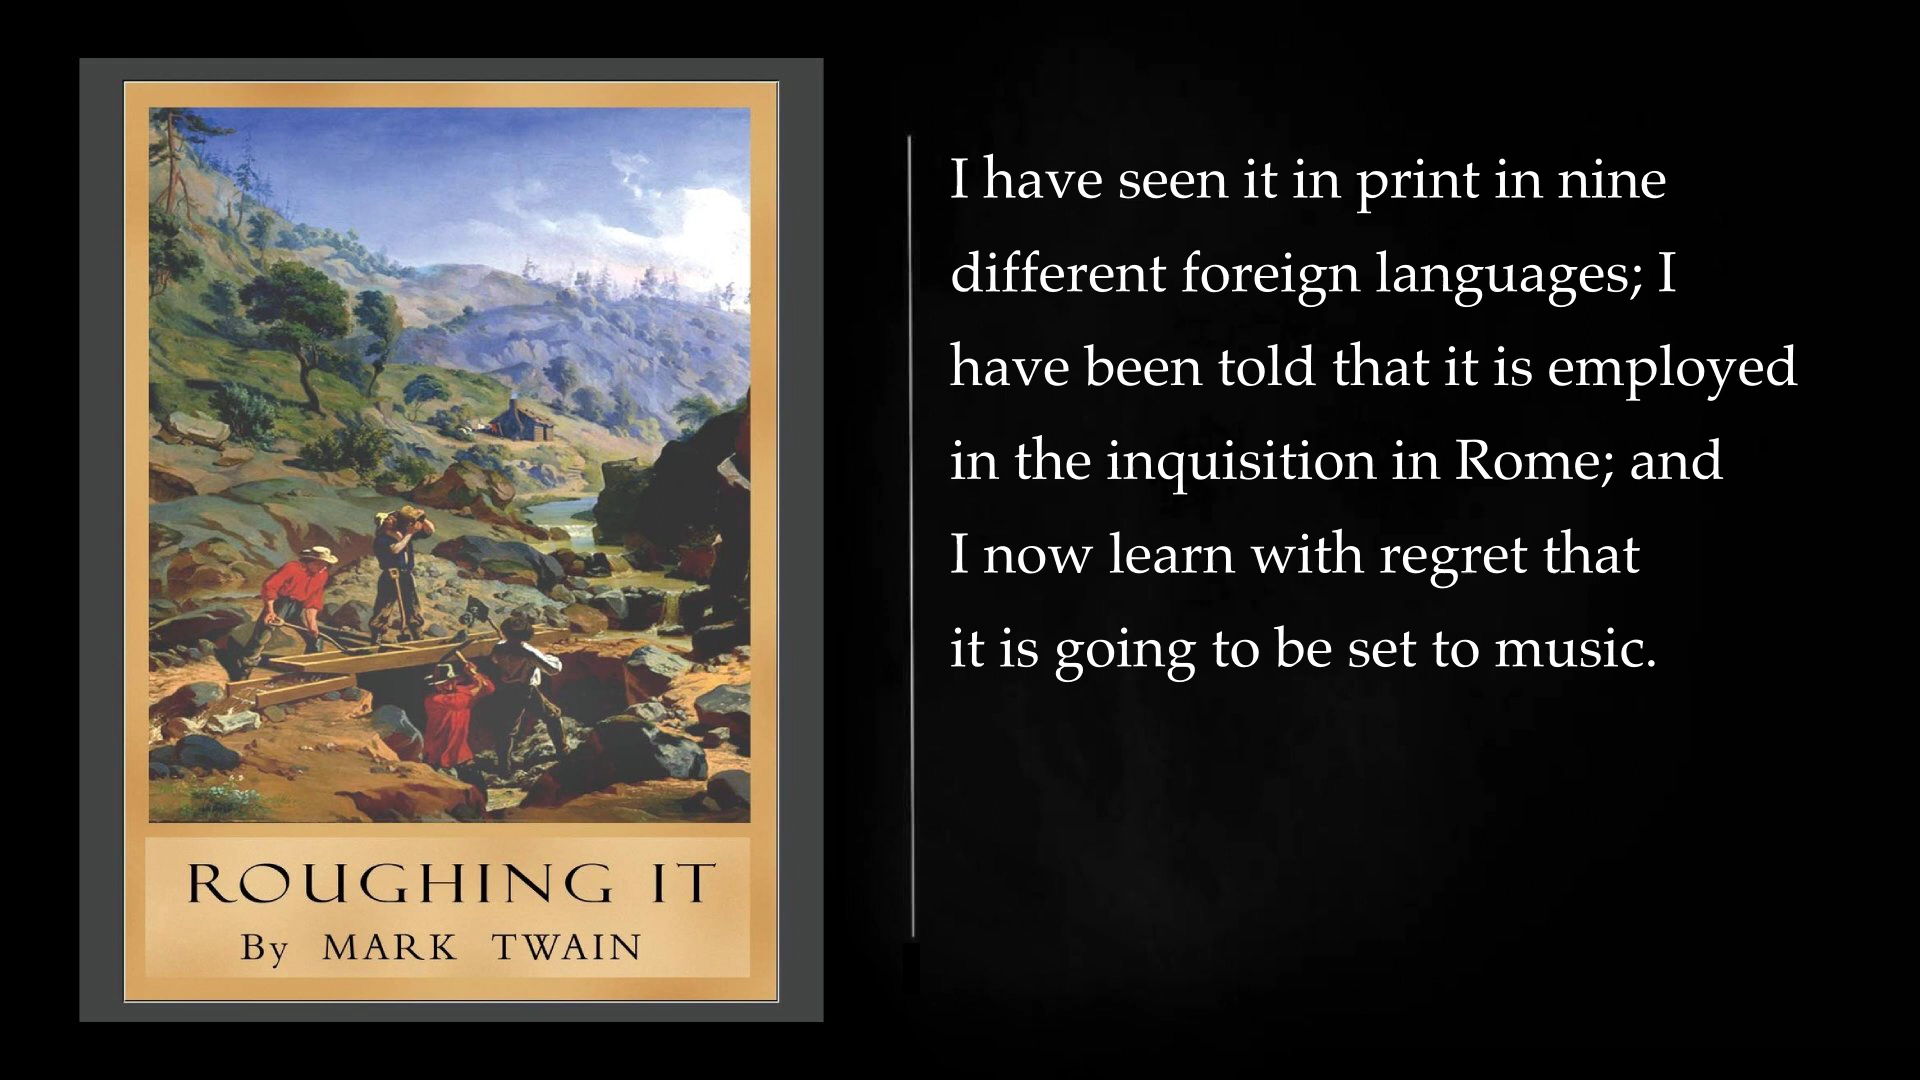 ROUGHING IT
By MARK TWAIN
I have seen it in print in nine
different foreign languages; I
have been told that it is employed
in the inquisition in Rome; and
I now learn with regret that
it is going to be set to music.